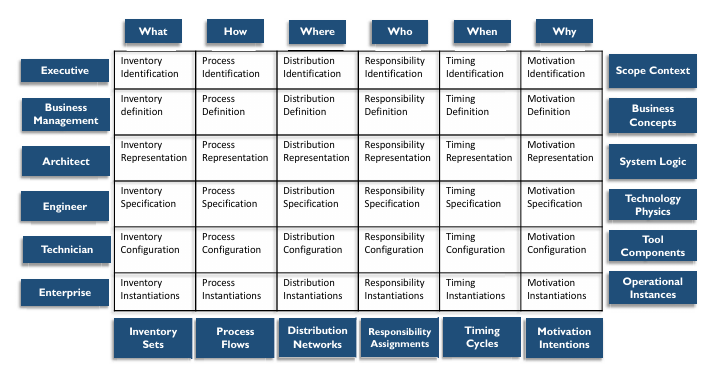 What How Where Who When Why
Executive
Inventory Identification
Process Identification
Distribution Identification
Responsibility Identification
Timing Identification
Motivation Identification
Scope Context
Business Management
Inventory definition
Process Definition
Distribution Definition
Responsibility Definition
Timing Definition
Motivation Definition
Business Concepts
Architect
Inventory Representation
Process Representation
Distribution Representation
Responsibility Representation
Timing Representation
Motivation Representation
System Logic
Engineer
Inventory Specification
Process Specification
Distribution Specification
Responsibility Specification
Timing Specification
Motivation Specification
Technology Physics
Technician
Inventory Configuration
Process Configuration
Distribution Configuration
Responsibility Configuration
Timing Configuration
Motivation Configuration
Tool Components
Enterprise
Inventory Instantiations
Process Instantiations
Distribution Instantiations
Responsibility Instantiations
Timing Instantiations
Motivation Instantiations
Operational Instances
Inventory Sets
Process Flows
Distribution Networks
Responsibility Assignments
Timing Cycles
Motivation Intentions